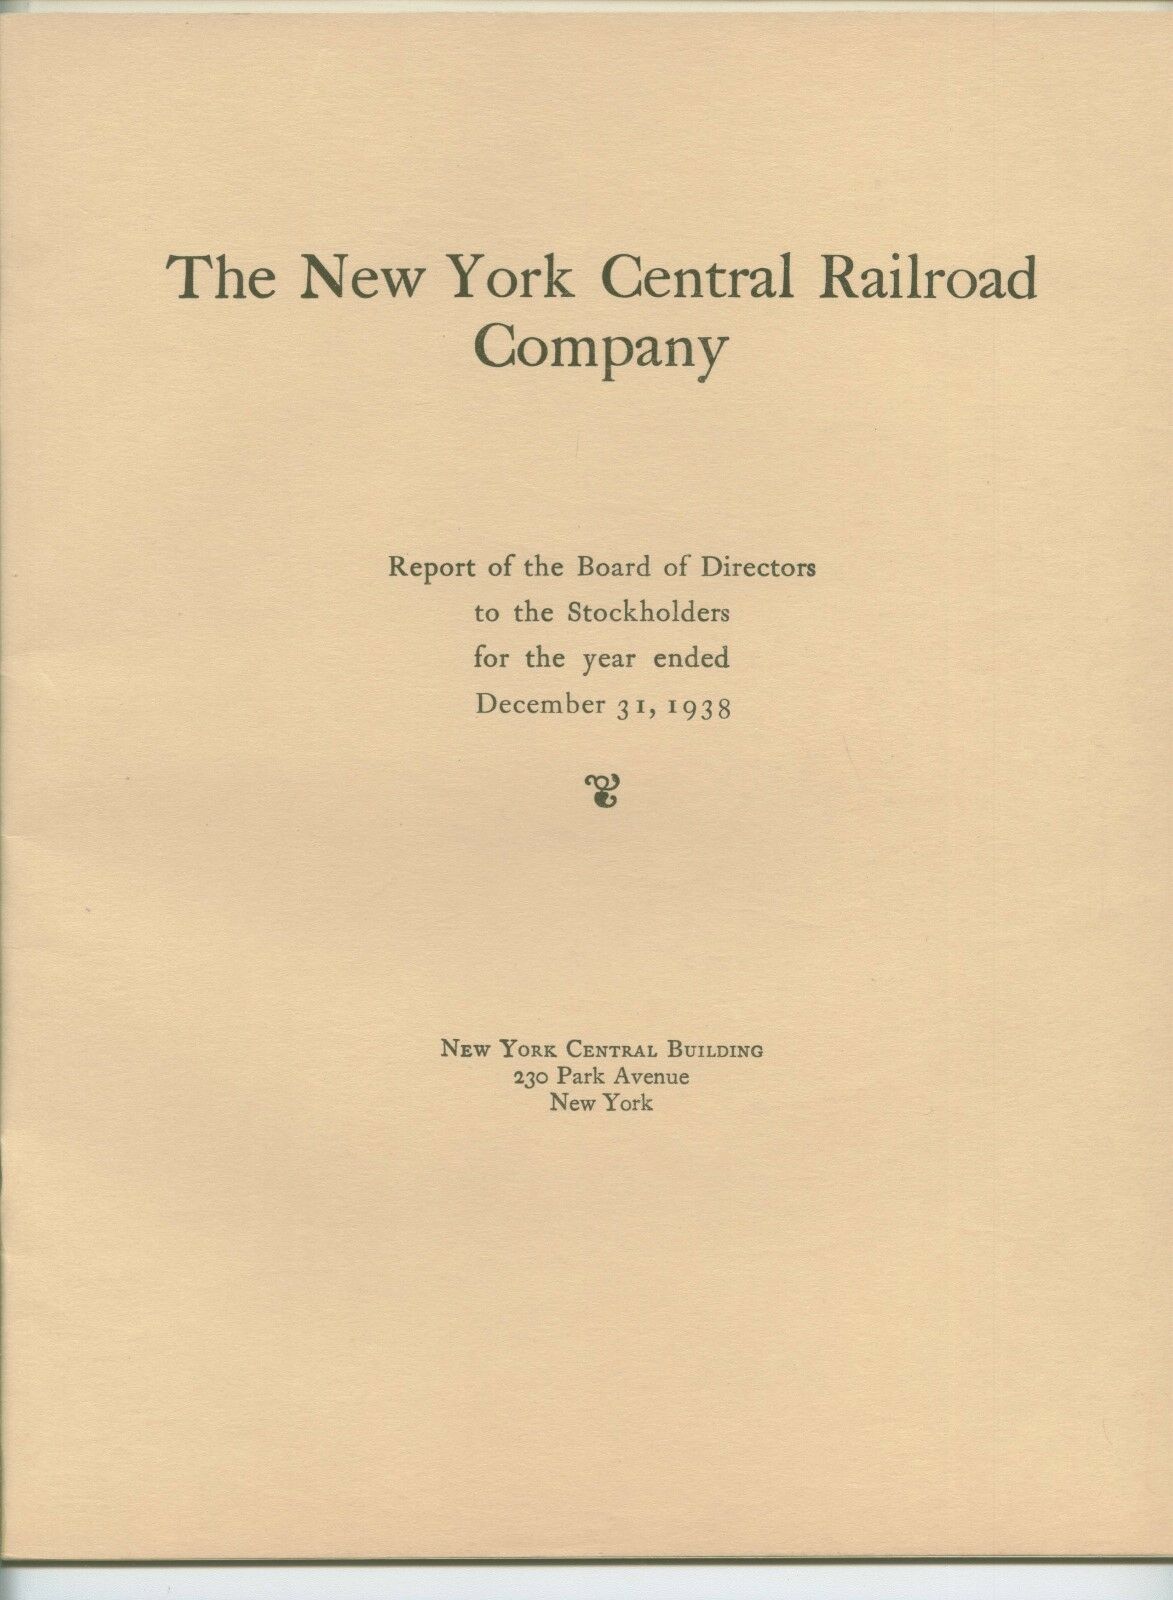 The New York Central Railroad
Company
Report of the Board of Directors
to the Stockholders
for the year ended
December 31, 1938
New York Central Building
230 Park Avenue
New York